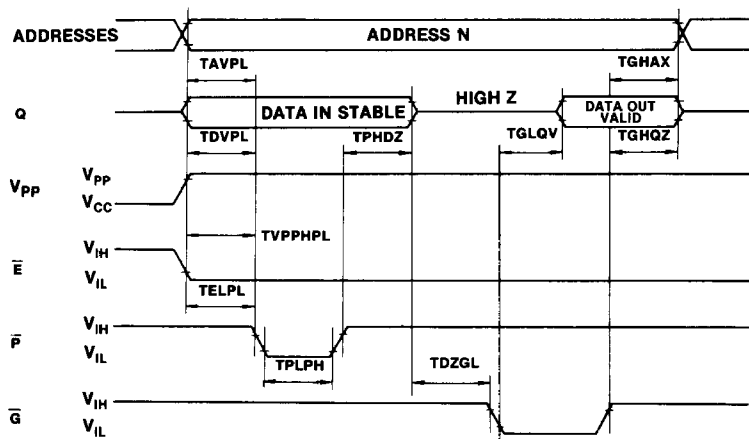 ADDRESSES ADDRESS N
TAVPL TGHAX
Q DATA IN STABLE HIGH Z DATA OUT VALID
TDVPL TPHDZ TGLQV TGHQZ
VPP VPP
VCC
TVPPHPL
E̅ VIH
VIL
TELPL
P̅ VIH
VIL
TPLPH TDZGL
G̅ VIH
VIL